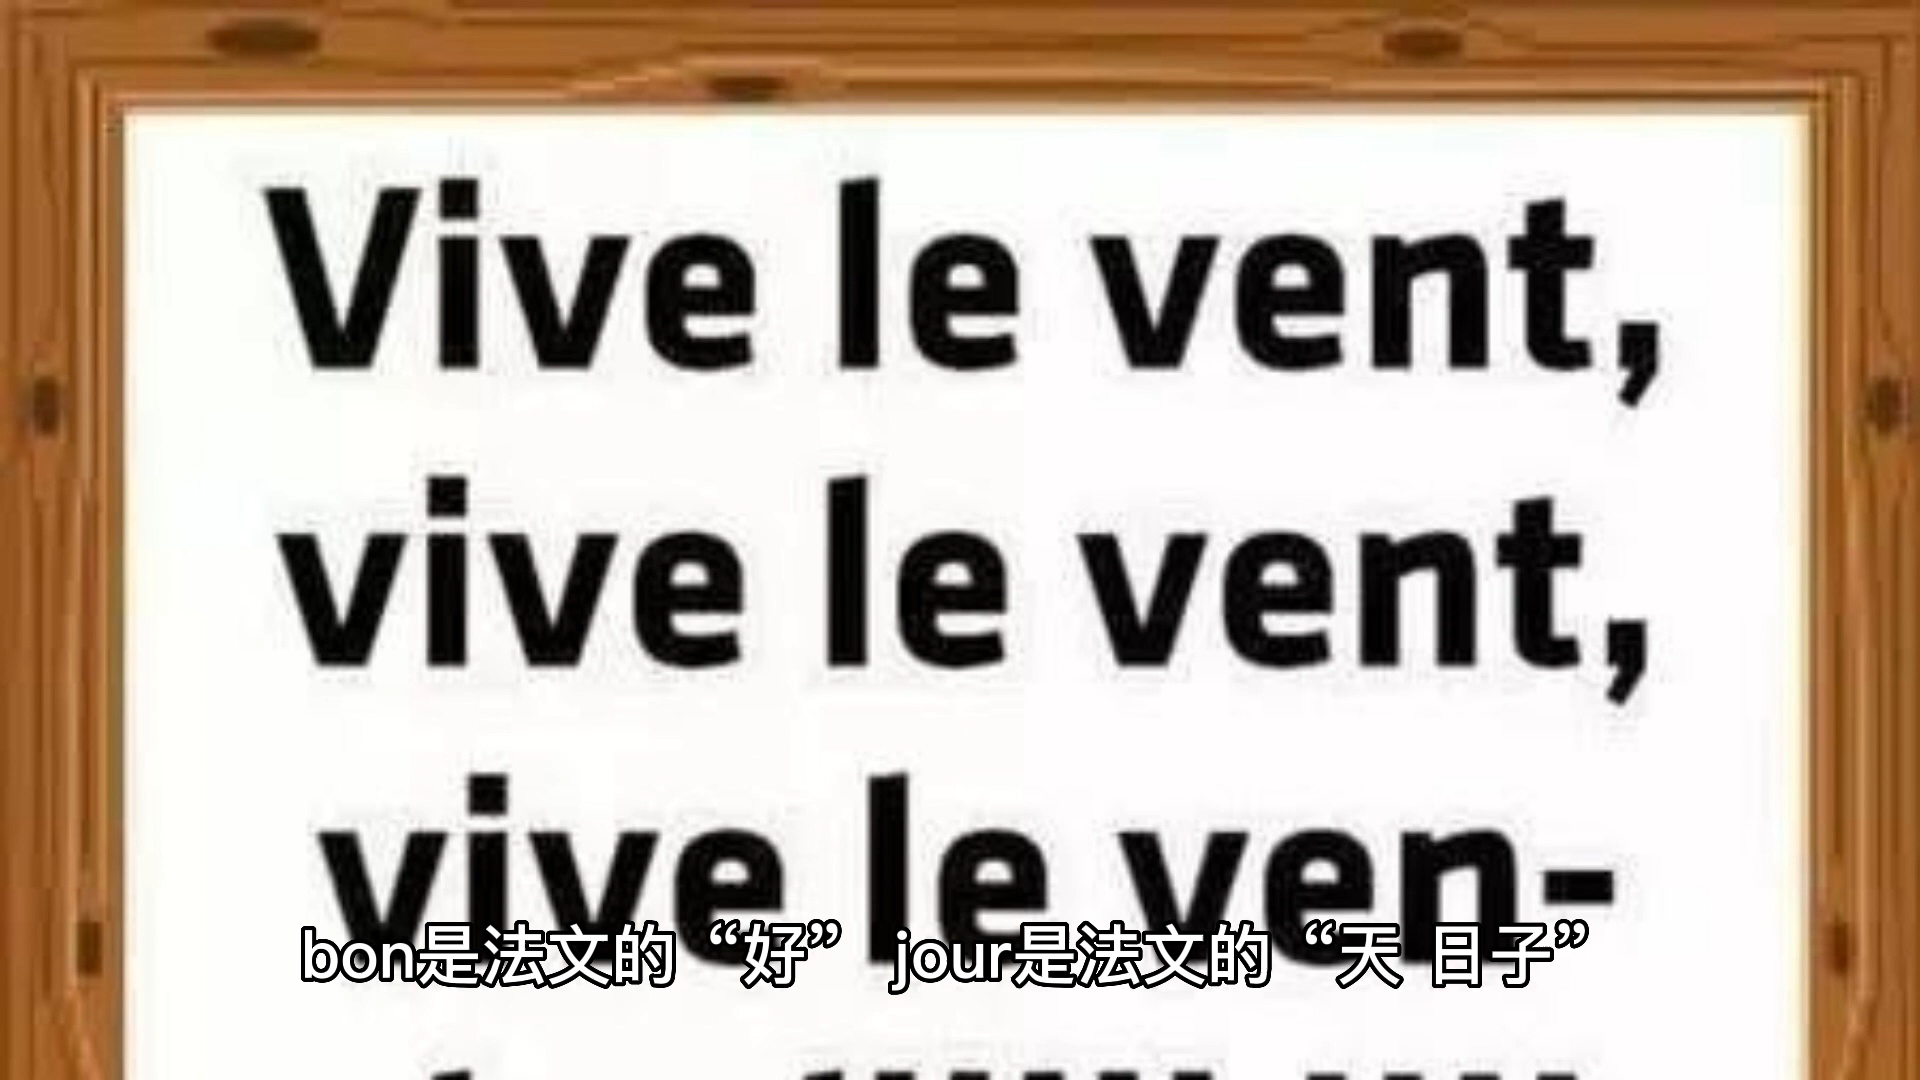 Vive le vent,
vive le vent,
vive le ven-
bon是法文的“好” jour是法文的“天 日子”